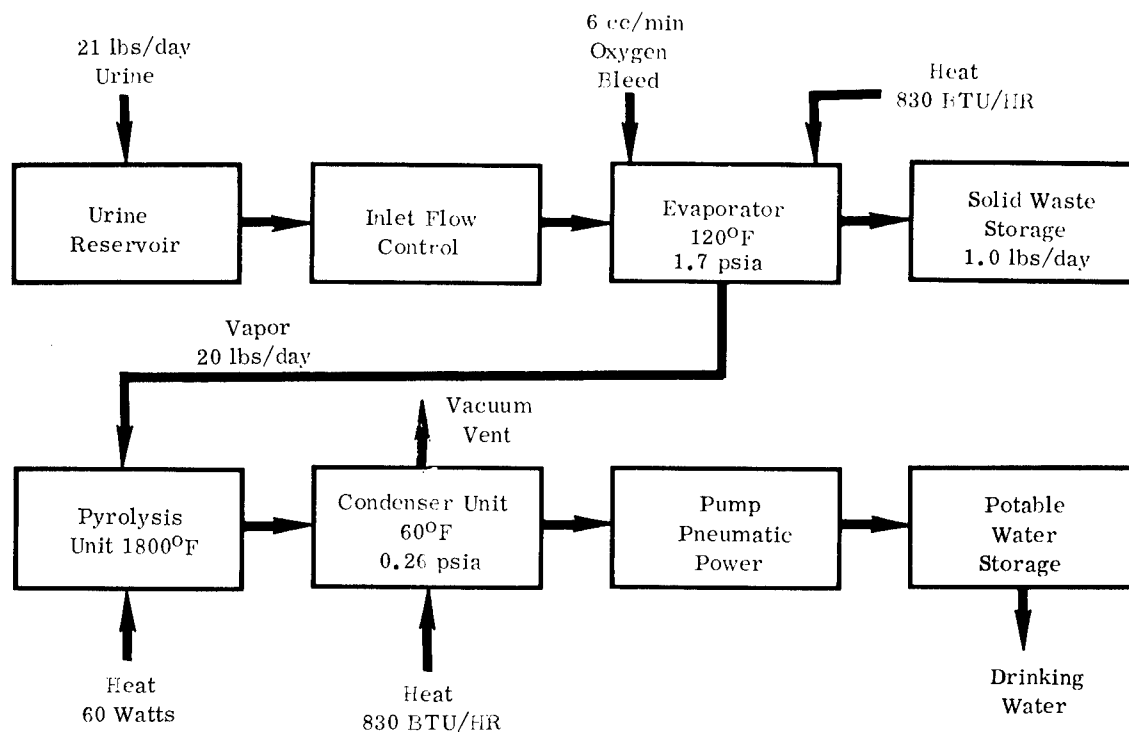 21 lbs/day
Urine
6 cc/min
Oxygen
Bleed
Heat
830 BTU/HR
Urine
Reservoir
Inlet Flow
Control
Evaporator
120°F
1.7 psia
Solid Waste
Storage
1.0 lbs/day
Vapor
20 lbs/day
Vacuum
Vent
Pyrolysis
Unit 1800°F
Condenser Unit
60°F
0.26 psia
Pump
Pneumatic
Power
Potable
Water
Storage
Heat
60 Watts
Heat
830 BTU/HR
Drinking
Water